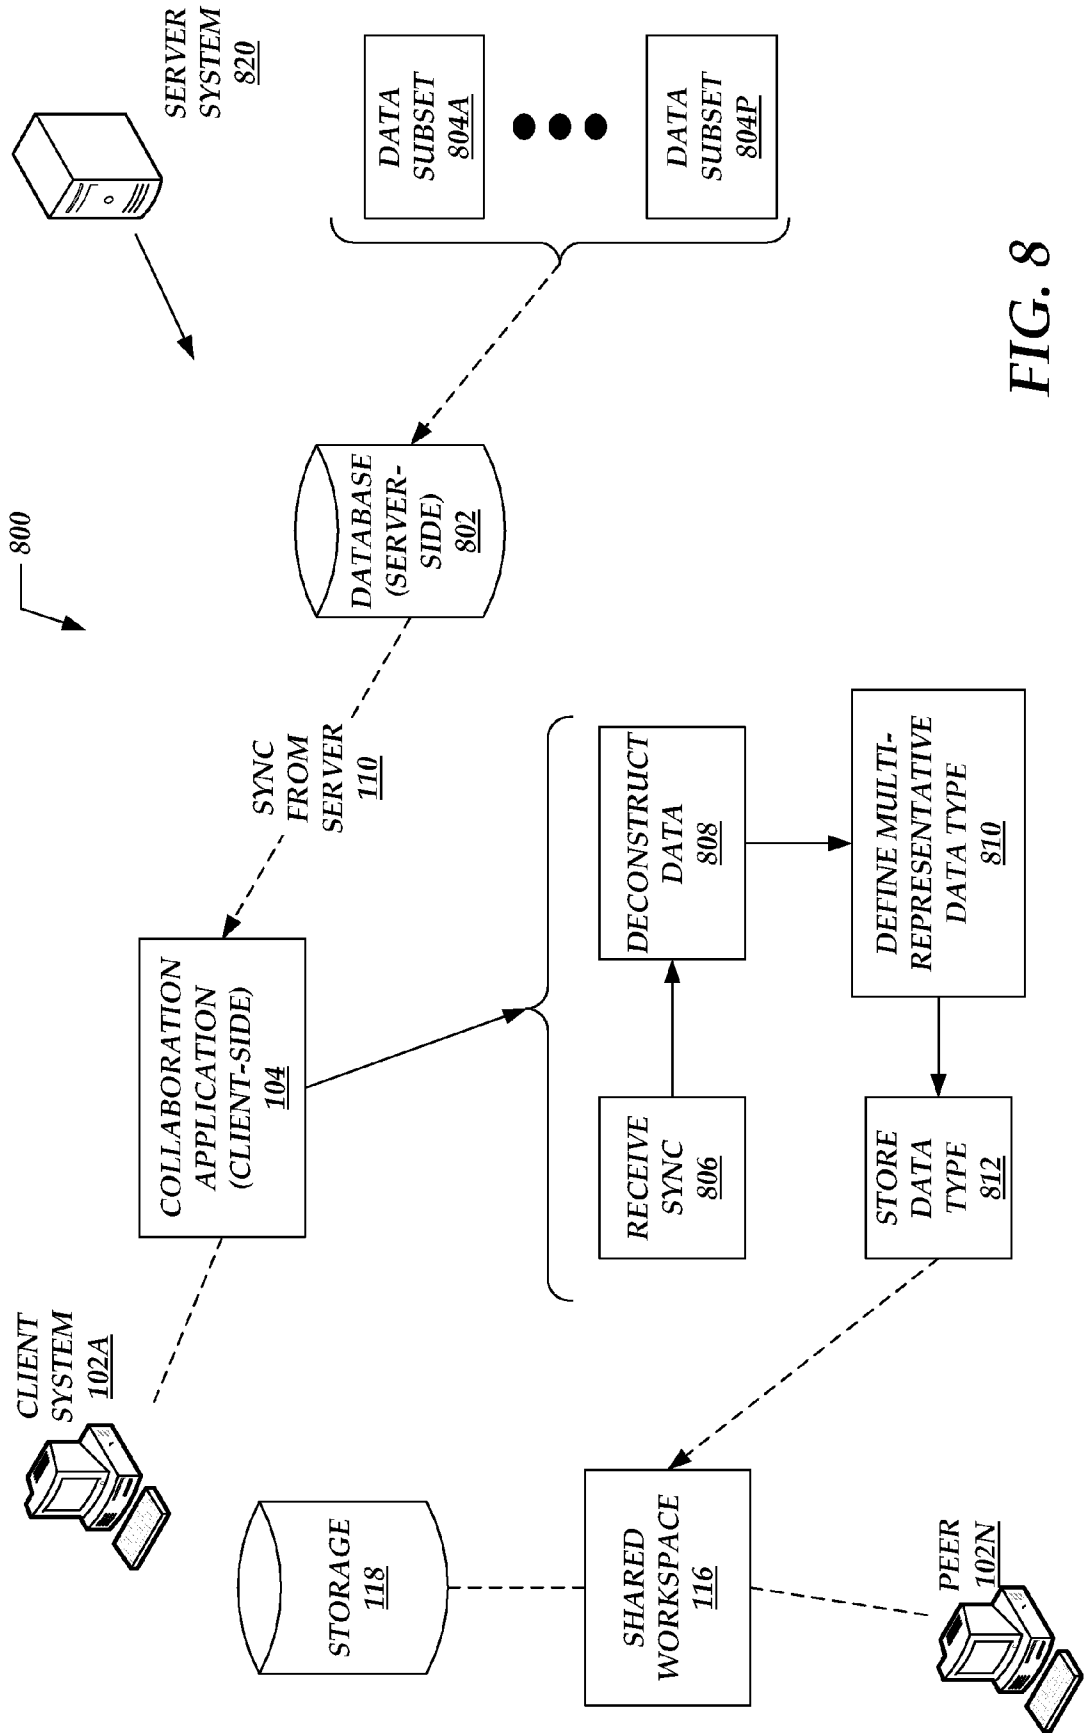 800
CLIENT
SYSTEM
102A
SERVER
SYSTEM
820
COLLABORATION
APPLICATION
(CLIENT-SIDE)
104
SYNC
FROM
SERVER
110
DATABASE
(SERVER-
SIDE)
802
DATA
SUBSET
804A
DATA
SUBSET
804P
STORAGE
118
RECEIVE
SYNC
806
DECONSTRUCT
DATA
808
SHARED
WORKSPACE
116
STORE
DATA
TYPE
812
DEFINE MULTI-
REPRESENTATIVE
DATA TYPE
810
PEER
102N
FIG. 8